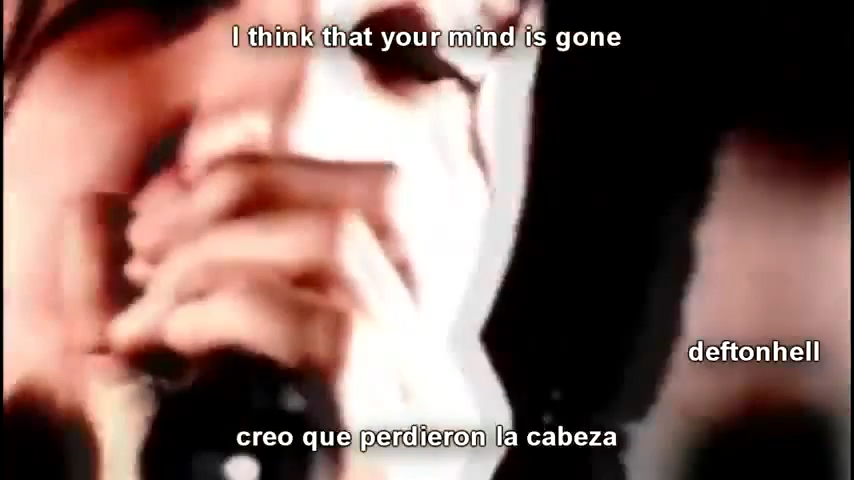 I think that your mind is gone
deftonhell
creo que perdieron la cabeza